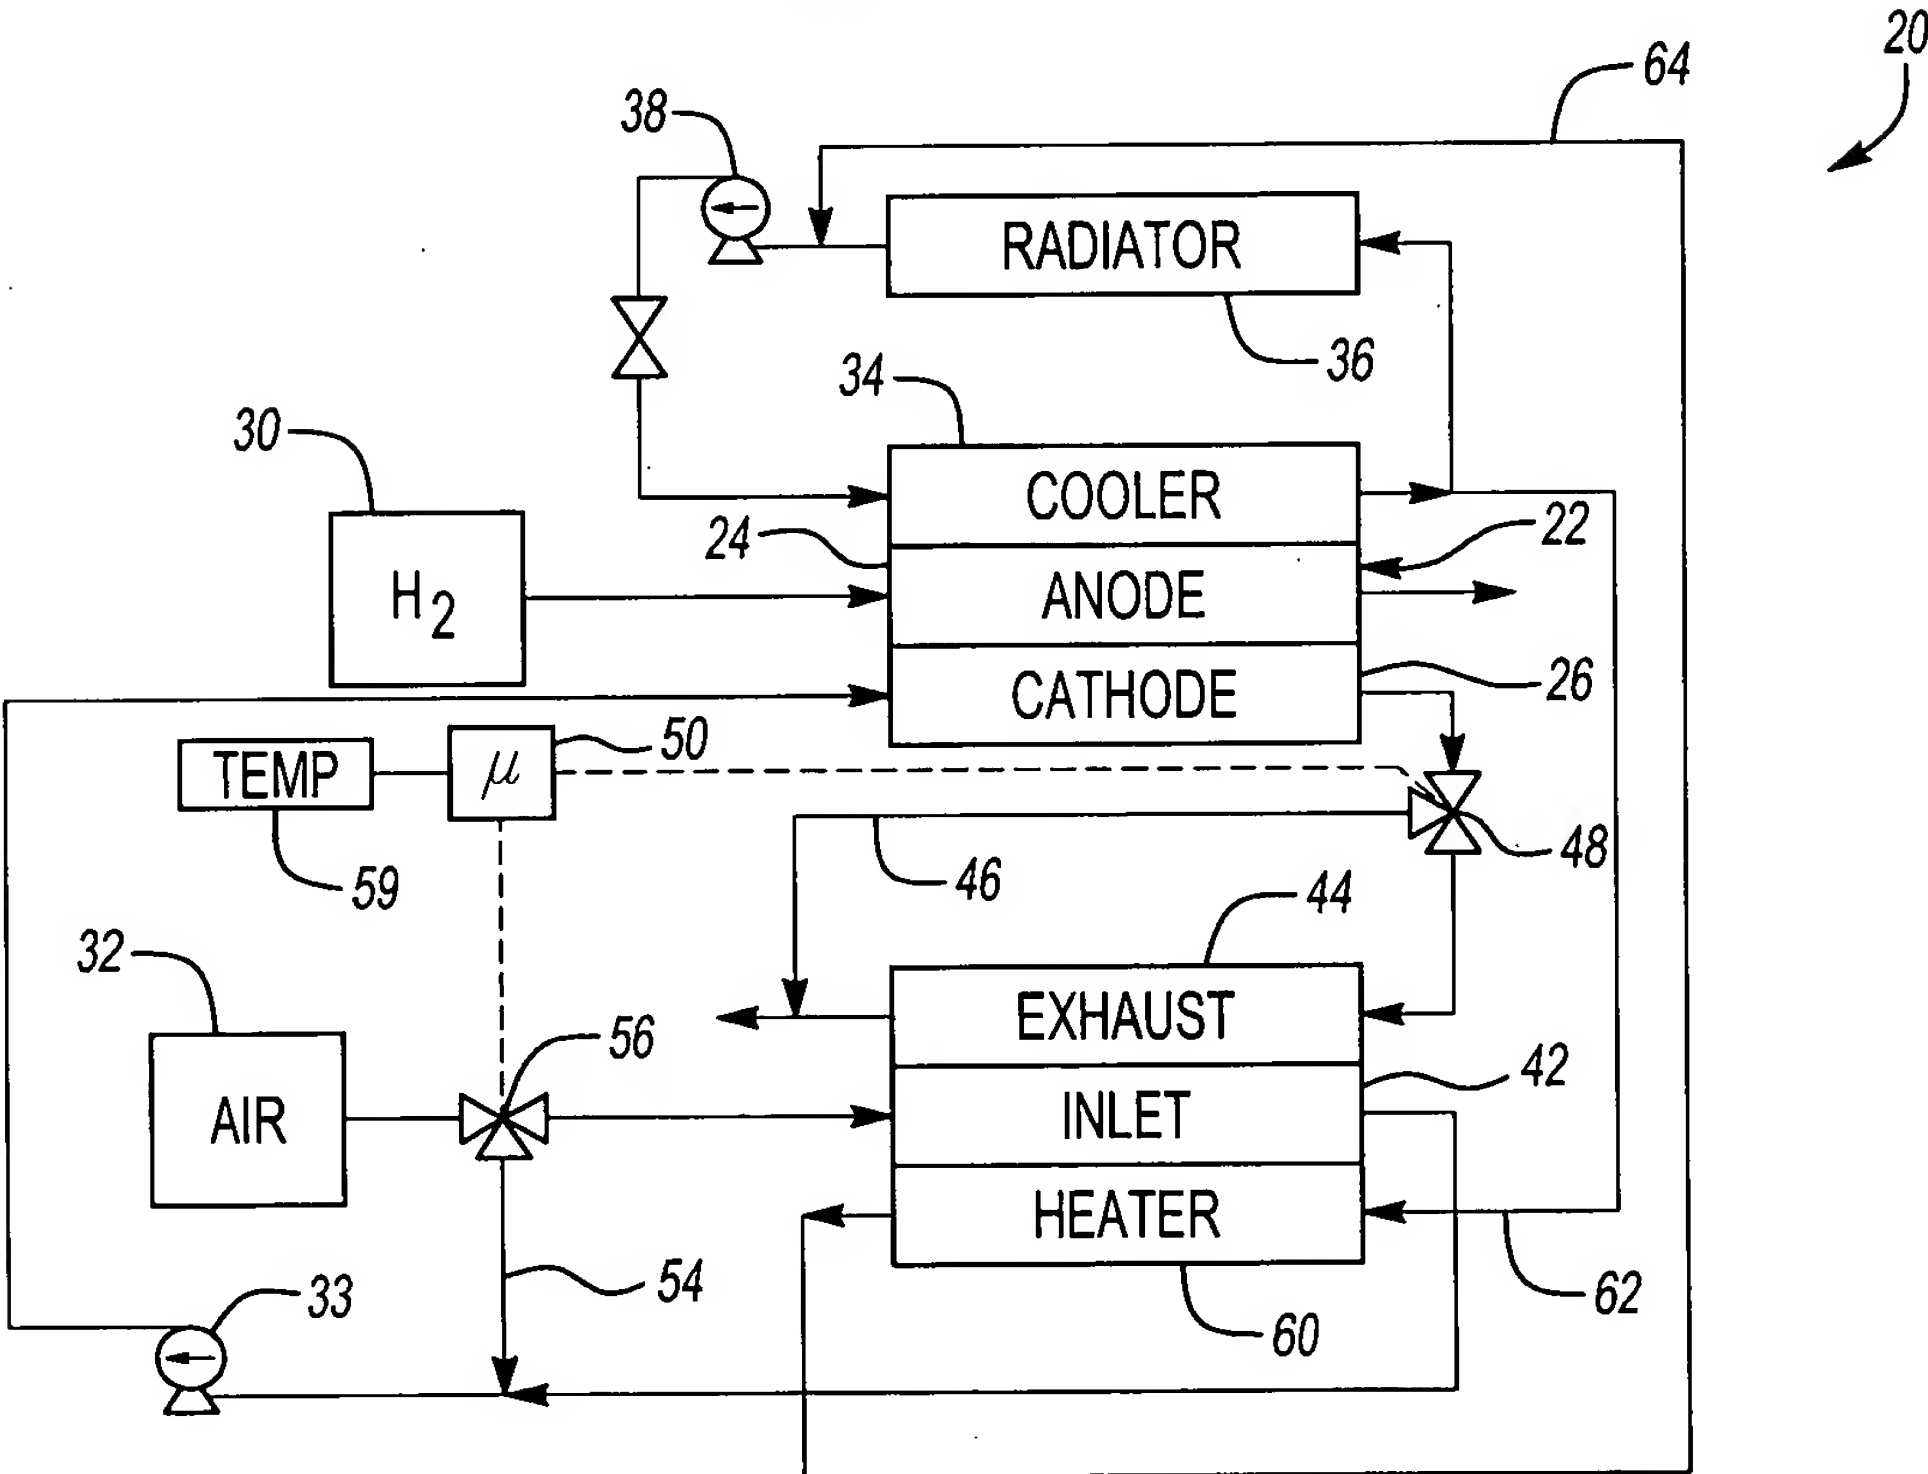 20
64
38
RADIATOR
36
34
30
COOLER
24
22
H2
ANODE
26
CATHODE
50
TEMP
μ
48
59
46
44
32
EXHAUST
56
42
AIR
INLET
HEATER
54
62
33
60